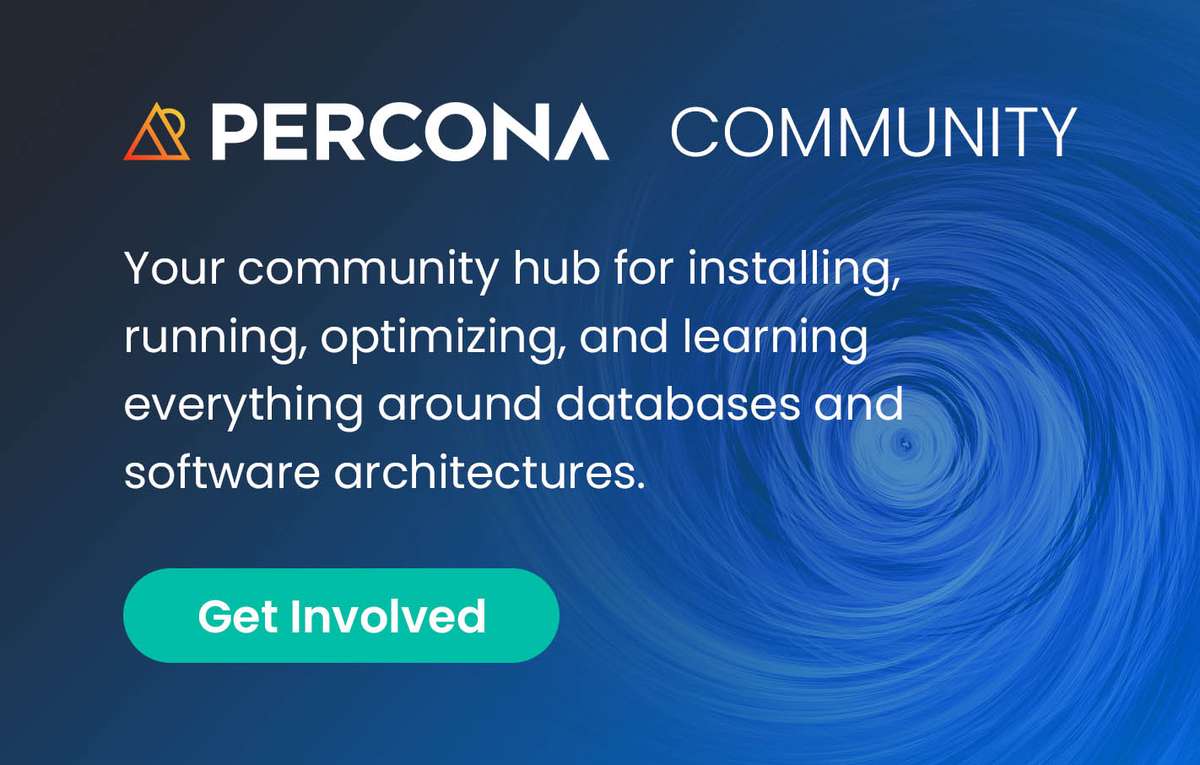 PERCONA COMMUNITY
Your community hub for installing,
running, optimizing, and learning
everything around databases and
software architectures.
Get Involved